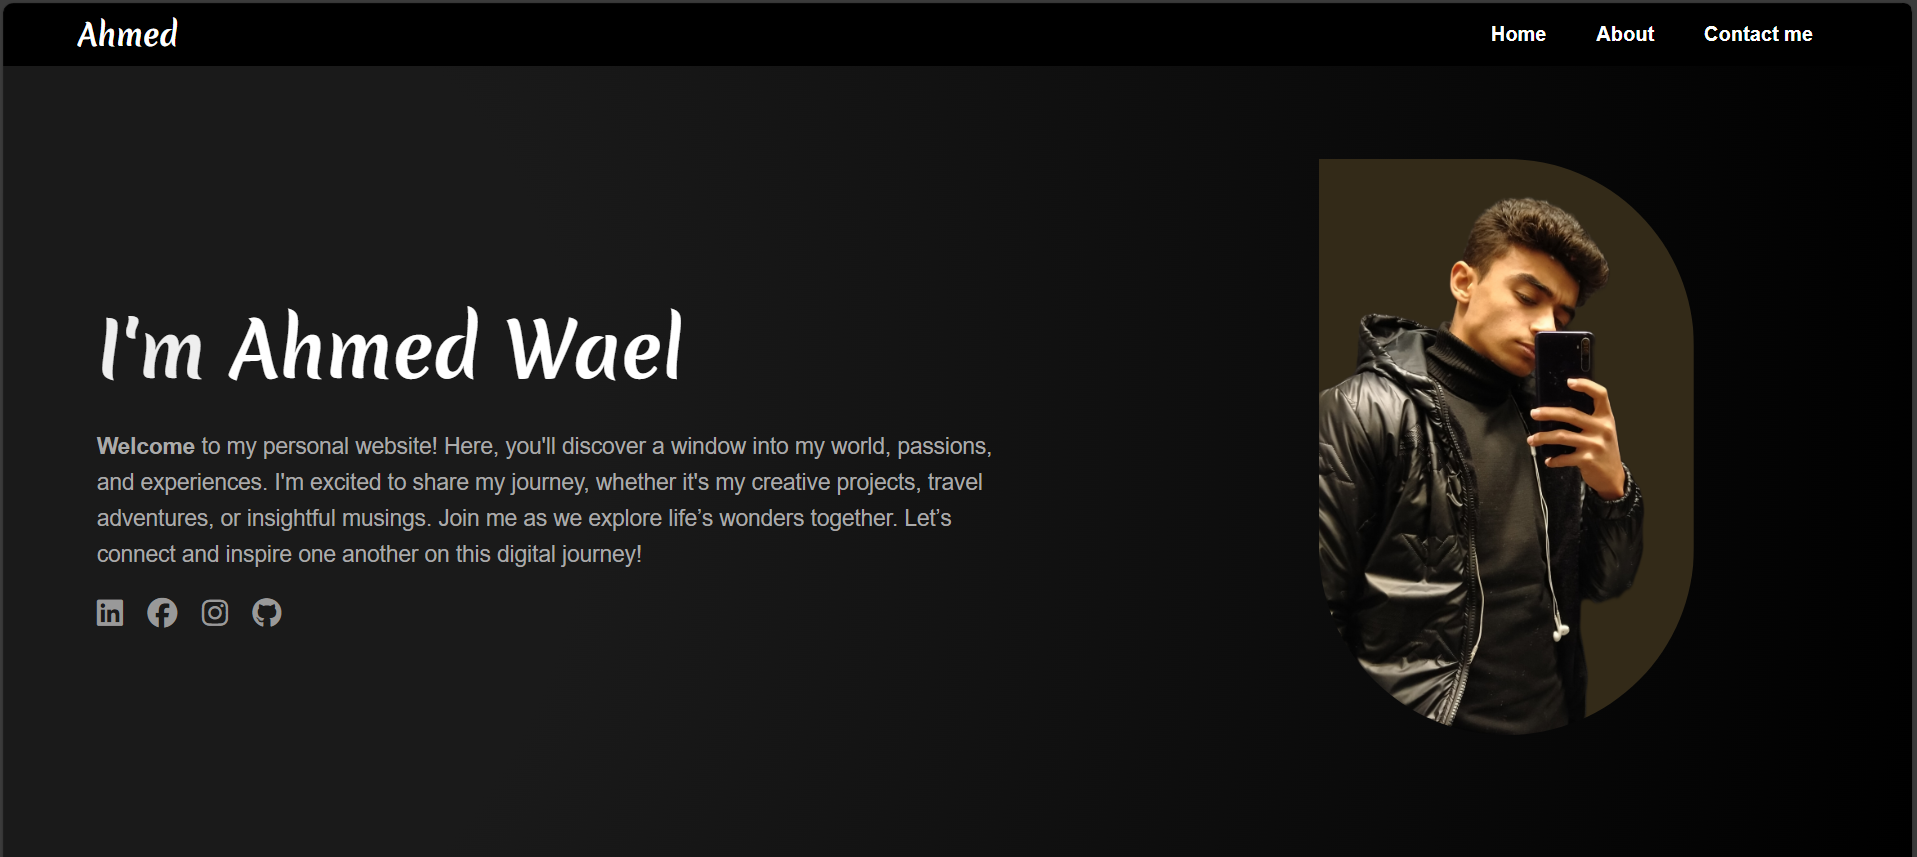 Ahmed
Home About Contact me
I'm Ahmed Wael
Welcome to my personal website! Here, you'll discover a window into my world, passions,
and experiences. I'm excited to share my journey, whether it's my creative projects, travel
adventures, or insightful musings. Join me as we explore life’s wonders together. Let’s
connect and inspire one another on this digital journey!